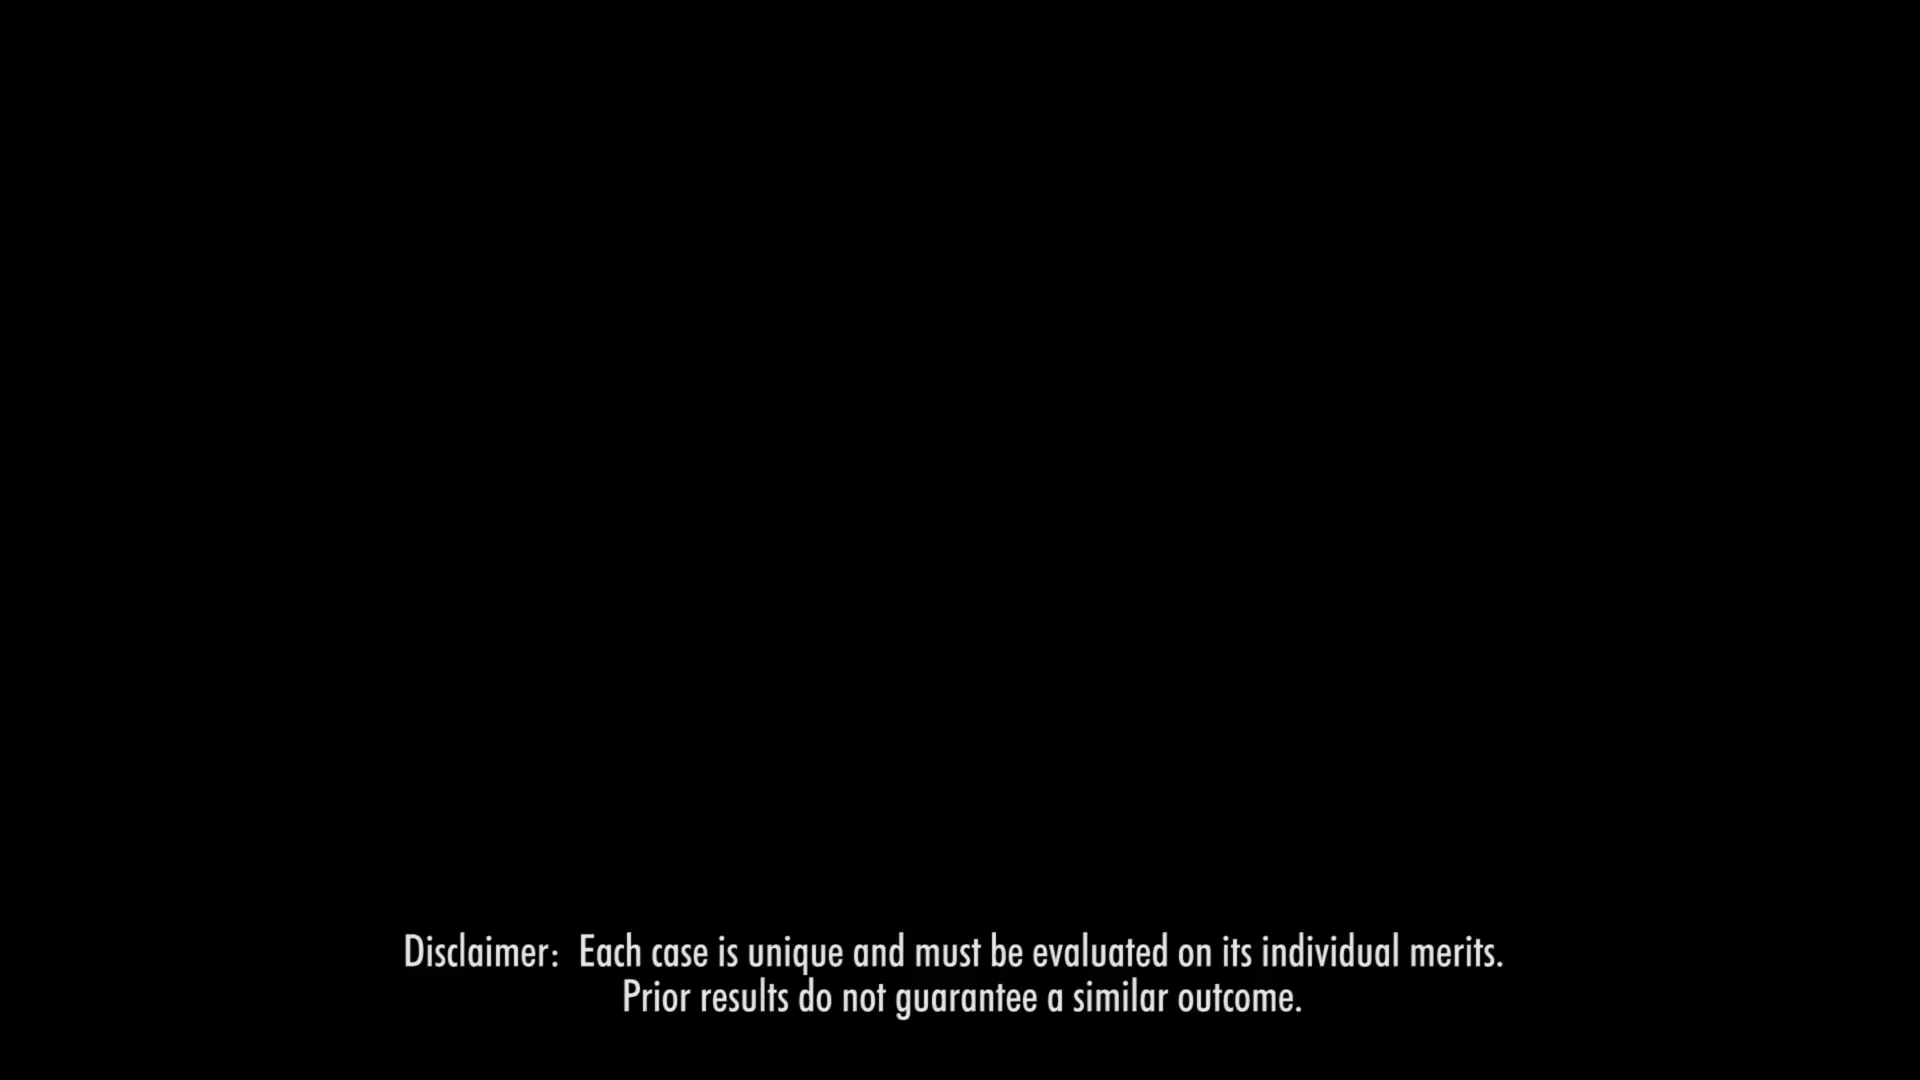 Disclaimer:  Each case is unique and must be evaluated on its individual merits.
Prior results do not guarantee a similar outcome.